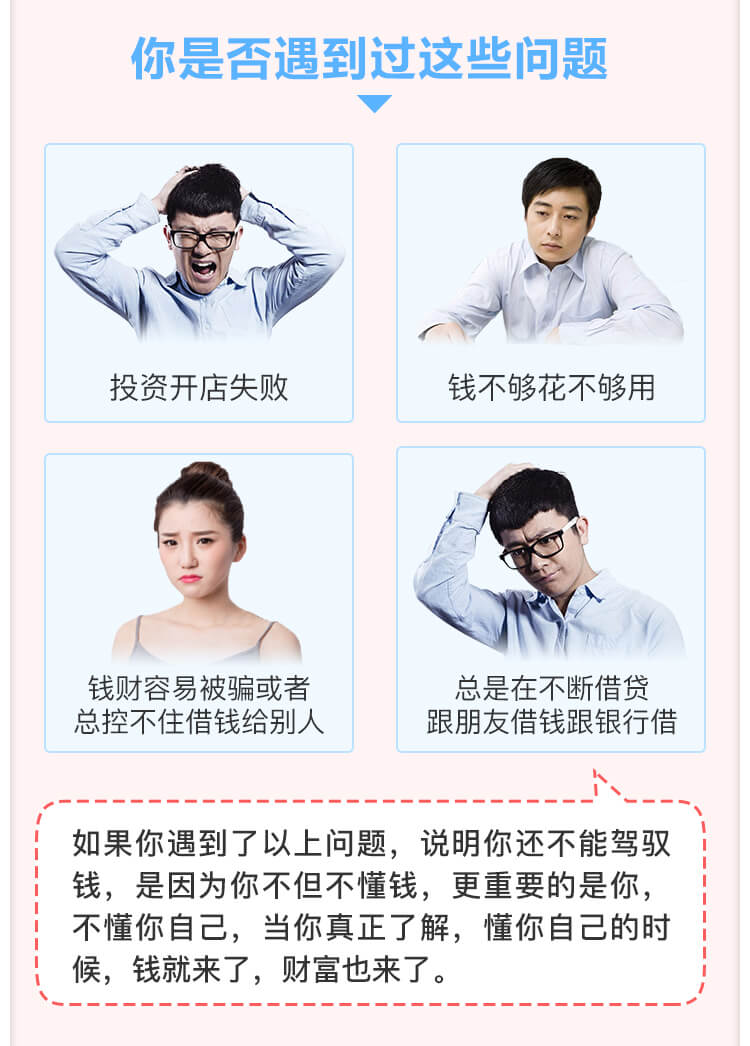 你是否遇到过这些问题
投资开店失败
钱不够花不够用
钱财容易被骗或者
总控不住借钱给别人
总是在不断借贷
跟朋友借钱跟银行借
如果你遇到了以上问题，说明你还不能驾驭
钱，是因为你不但不懂钱，更重要的是你，
不懂你自己，当你真正了解，懂你自己的时
候，钱就来了，财富也来了。